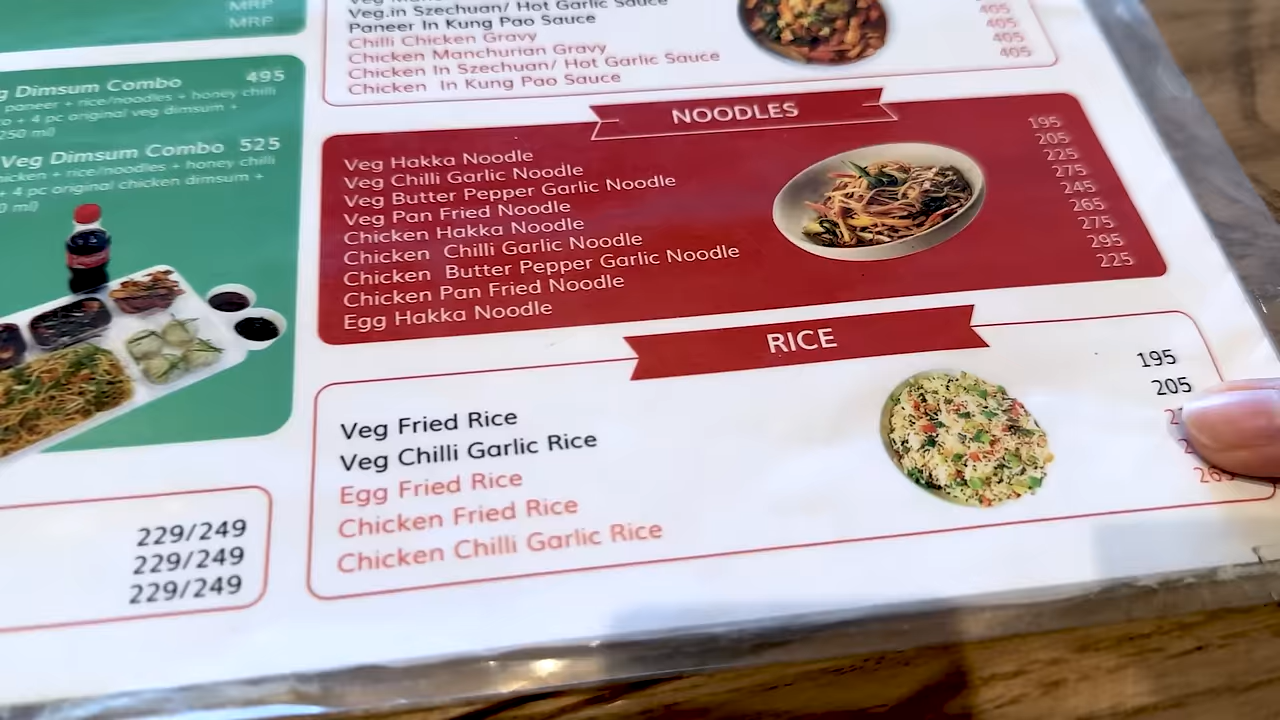 MRP
MRP
g Dimsum Combo 495
paneer + rice/noodles + honey chilli
+ 4 pc original veg dimsum +
250 ml)
Veg Dimsum Combo 525
+ rice/noodles + honey chilli
+ 4 pc original chicken dimsum +
ml)
229/249
229/249
229/249
Veg.in Szechuan/ Hot Garlic Sauce
Paneer In Kung Pao Sauce 405
Chilli Chicken Gravy 405
Chicken Manchurian Gravy 405
Chicken In Szechuan/ Hot Garlic Sauce 405
Chicken In Kung Pao Sauce
NOODLES
Veg Hakka Noodle 195
Veg Chilli Garlic Noodle 205
Veg Butter Pepper Garlic Noodle 225
Veg Pan Fried Noodle 275
Chicken Hakka Noodle 245
Chicken Chilli Garlic Noodle 265
Chicken Butter Pepper Garlic Noodle 275
Chicken Pan Fried Noodle 295
Egg Hakka Noodle 225
RICE
Veg Fried Rice 195
Veg Chilli Garlic Rice 205
Egg Fried Rice
Chicken Fried Rice
Chicken Chilli Garlic Rice 265